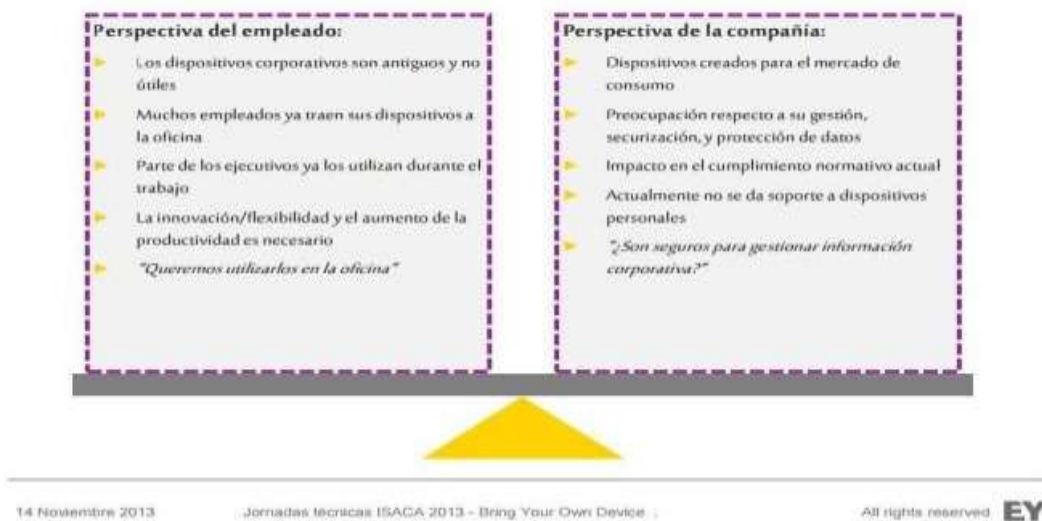 Perspectiva del empleado:
Los dispositivos corporativos son antiguos y no
útiles
Muchos empleados ya traen sus dispositivos a
la oficina
Parte de los ejecutivos ya los utilizan durante el
trabajo
La innovación/flexibilidad y el aumento de la
productividad es necesario
"Queremos utilizarlos en la oficina"
Perspectiva de la compañía:
Dispositivos creados para el mercado de
consumo
Preocupación respecto a su gestión,
securización, y protección de datos
Impacto en el cumplimiento normativo actual
Actualmente no se da soporte a dispositivos
personales
"¿Son seguros para gestionar información
corporativa?"
14 Noviembre 2013
Jornadas técnicas ISACA 2013 - Bring Your Own Device .
All rights reserved
EY